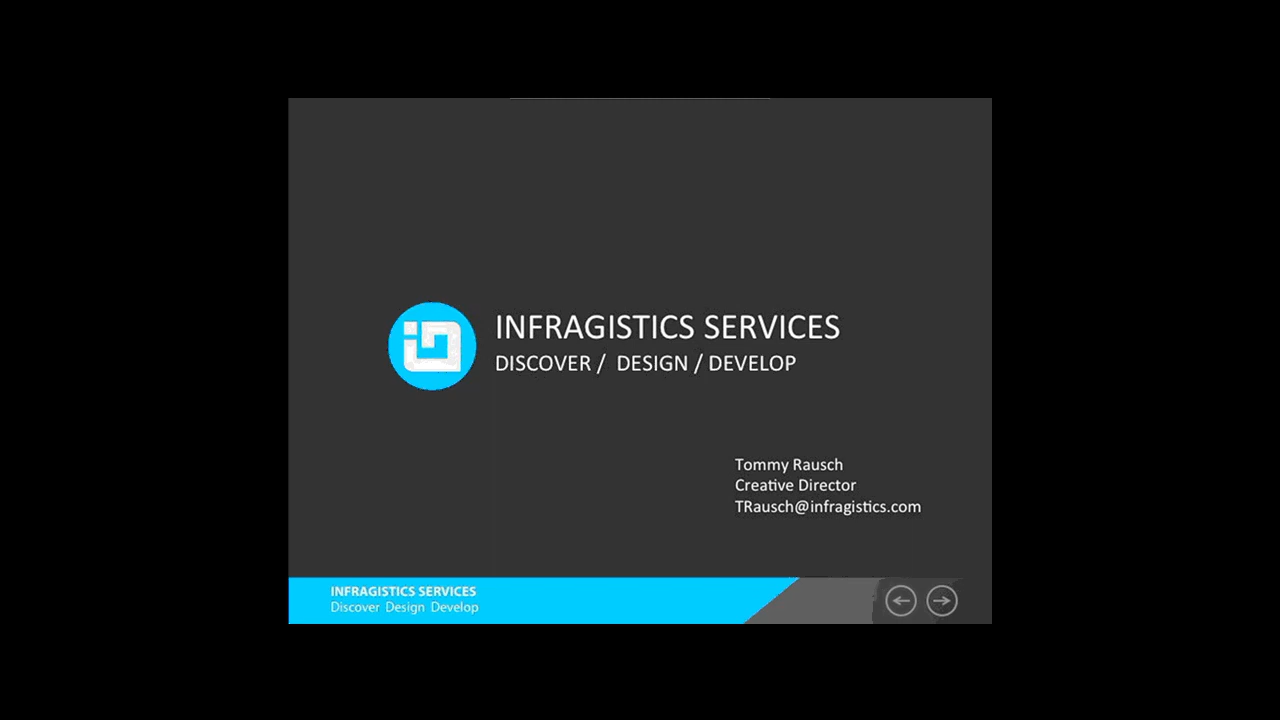 INFRAGISTICS SERVICES
DISCOVER / DESIGN / DEVELOP
Tommy Rausch
Creative Director
TRausch@infragistics.com
INFRAGISTICS SERVICES
Discover Design Develop